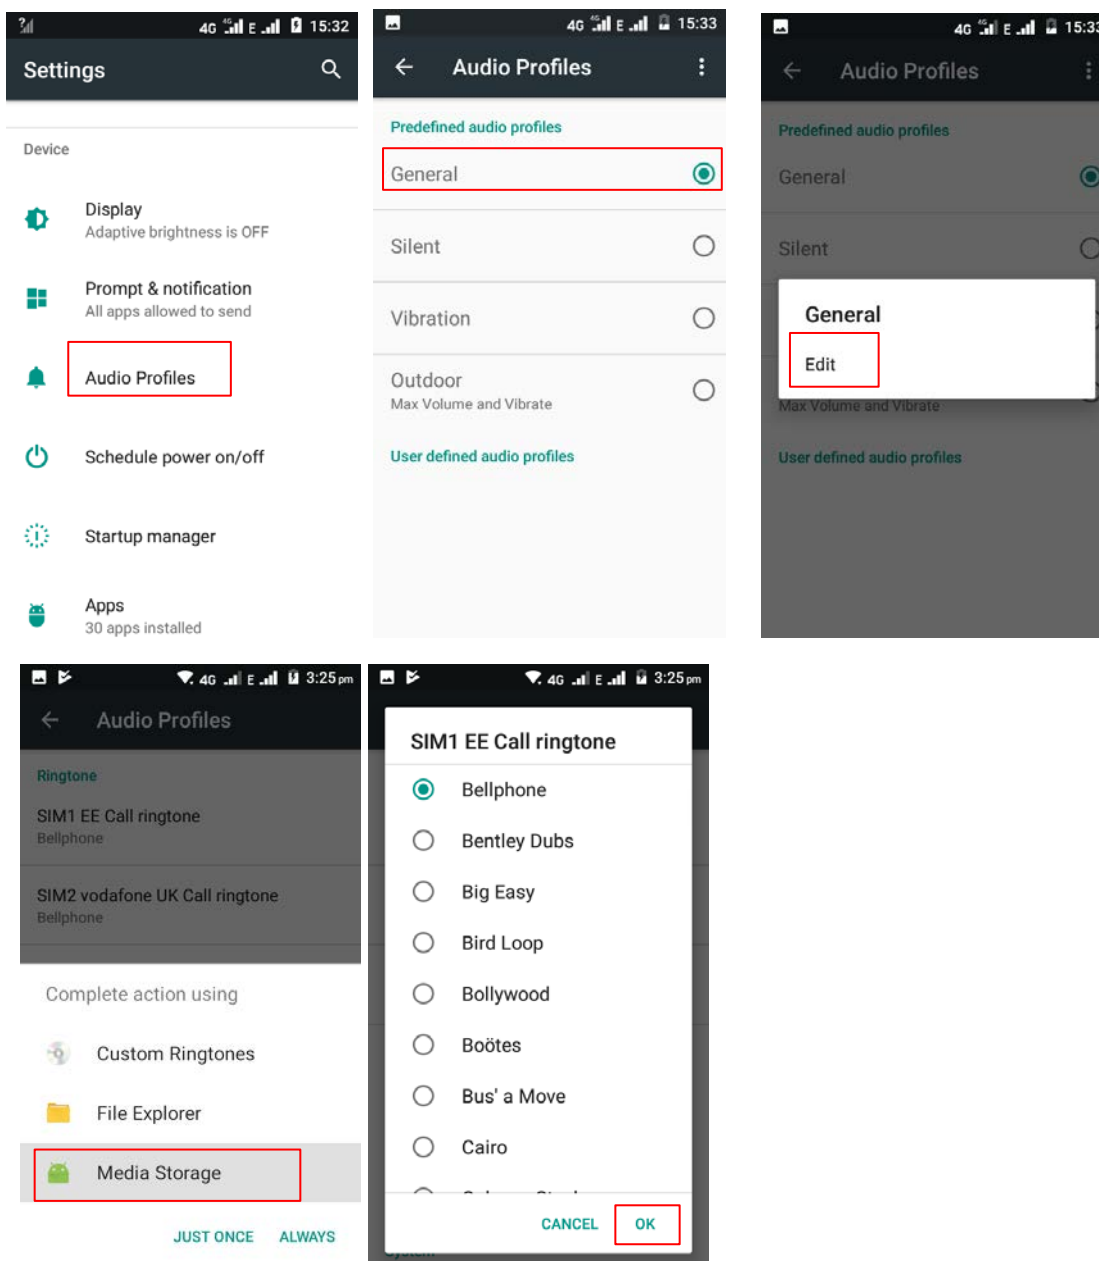 4G 4G E 15:32
Settings
Device
Display
Adaptive brightness is OFF
Prompt & notification
All apps allowed to send
Audio Profiles
Schedule power on/off
Startup manager
Apps
30 apps installed
4G 4G E 15:33
Audio Profiles
Predefined audio profiles
General
Silent
Vibration
Outdoor
Max Volume and Vibrate
User defined audio profiles
4G 4G E 15:33
Audio Profiles
Predefined audio profiles
General
Silent
General
Edit
Max Volume and Vibrate
User defined audio profiles
4G E 3:25 pm
Audio Profiles
Ringtone
SIM1 EE Call ringtone
Bellphone
SIM2 vodafone UK Call ringtone
Bellphone
Complete action using
Custom Ringtones
File Explorer
Media Storage
JUST ONCE ALWAYS
4G E 3:25 pm
SIM1 EE Call ringtone
Bellphone
Bentley Dubs
Big Easy
Bird Loop
Bollywood
Boötes
Bus' a Move
Cairo
CANCEL OK